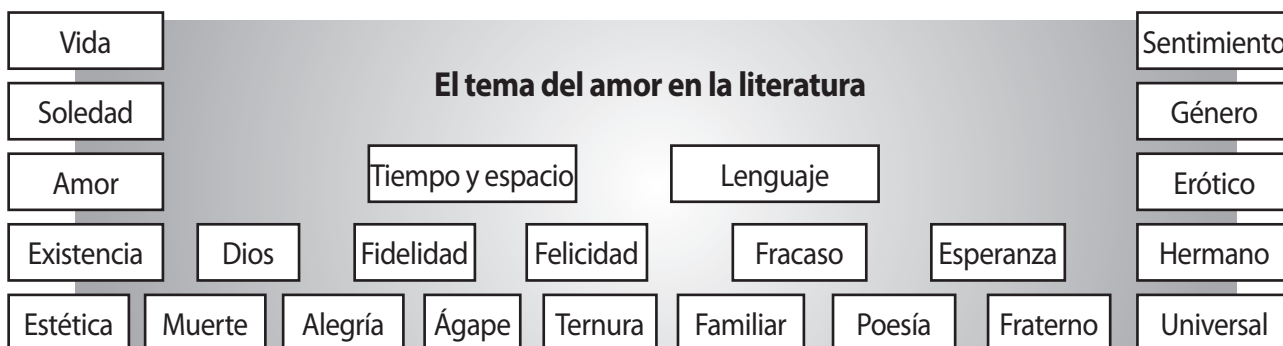 Vida
Sentimiento
El tema del amor en la literatura
Soledad
Género
Tiempo y espacio
Lenguaje
Amor
Erótico
Existencia
Dios
Fidelidad
Felicidad
Fracaso
Esperanza
Hermano
Estética
Muerte
Alegría
Ágape
Ternura
Familiar
Poesía
Fraterno
Universal